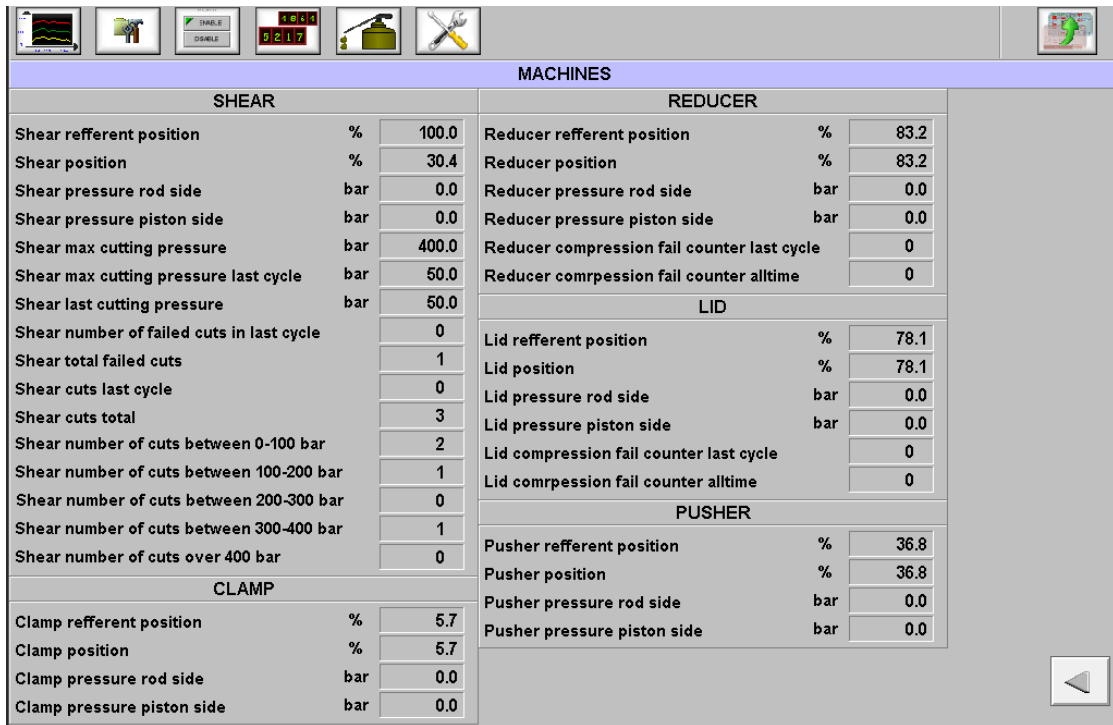 ENABLE
DISABLE
4864
5217
MACHINES
SHEAR
Shear refferent position % 100.0
Shear position % 30.4
Shear pressure rod side bar 0.0
Shear pressure piston side bar 0.0
Shear max cutting pressure bar 400.0
Shear max cutting pressure last cycle bar 50.0
Shear last cutting pressure bar 50.0
Shear number of failed cuts in last cycle 0
Shear total failed cuts 1
Shear cuts last cycle 0
Shear cuts total 3
Shear number of cuts between 0-100 bar 2
Shear number of cuts between 100-200 bar 1
Shear number of cuts between 200-300 bar 0
Shear number of cuts between 300-400 bar 1
Shear number of cuts over 400 bar 0
CLAMP
Clamp refferent position % 5.7
Clamp position % 5.7
Clamp pressure rod side bar 0.0
Clamp pressure piston side bar 0.0
REDUCER
Reducer refferent position % 83.2
Reducer position % 83.2
Reducer pressure rod side bar 0.0
Reducer pressure piston side bar 0.0
Reducer compression fail counter last cycle 0
Reducer comrpession fail counter alltime 0
LID
Lid refferent position % 78.1
Lid position % 78.1
Lid pressure rod side bar 0.0
Lid pressure piston side bar 0.0
Lid compression fail counter last cycle 0
Lid comrpession fail counter alltime 0
PUSHER
Pusher refferent position % 36.8
Pusher position % 36.8
Pusher pressure rod side bar 0.0
Pusher pressure piston side bar 0.0